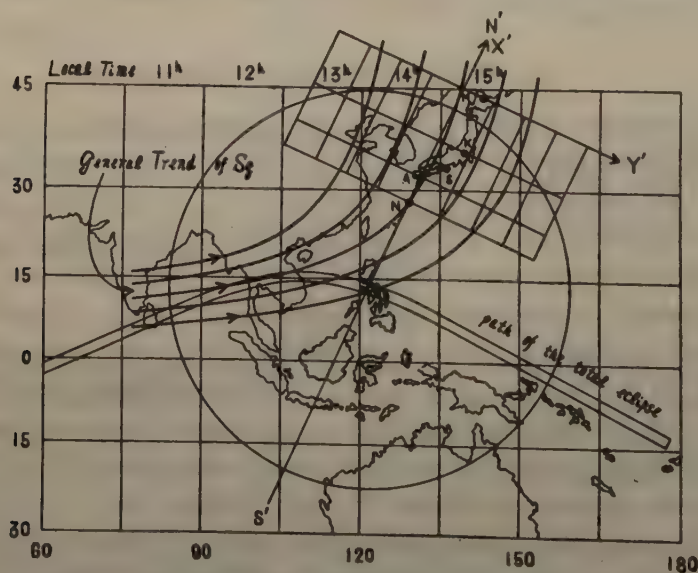 N'
X'
Local Time 11h 12h 13h 14h 15h
45
Y'
General Trend of Sq
K
A
S
30
N
15
path of the total eclipse
0
15
S'
30
60 90 120 150 180